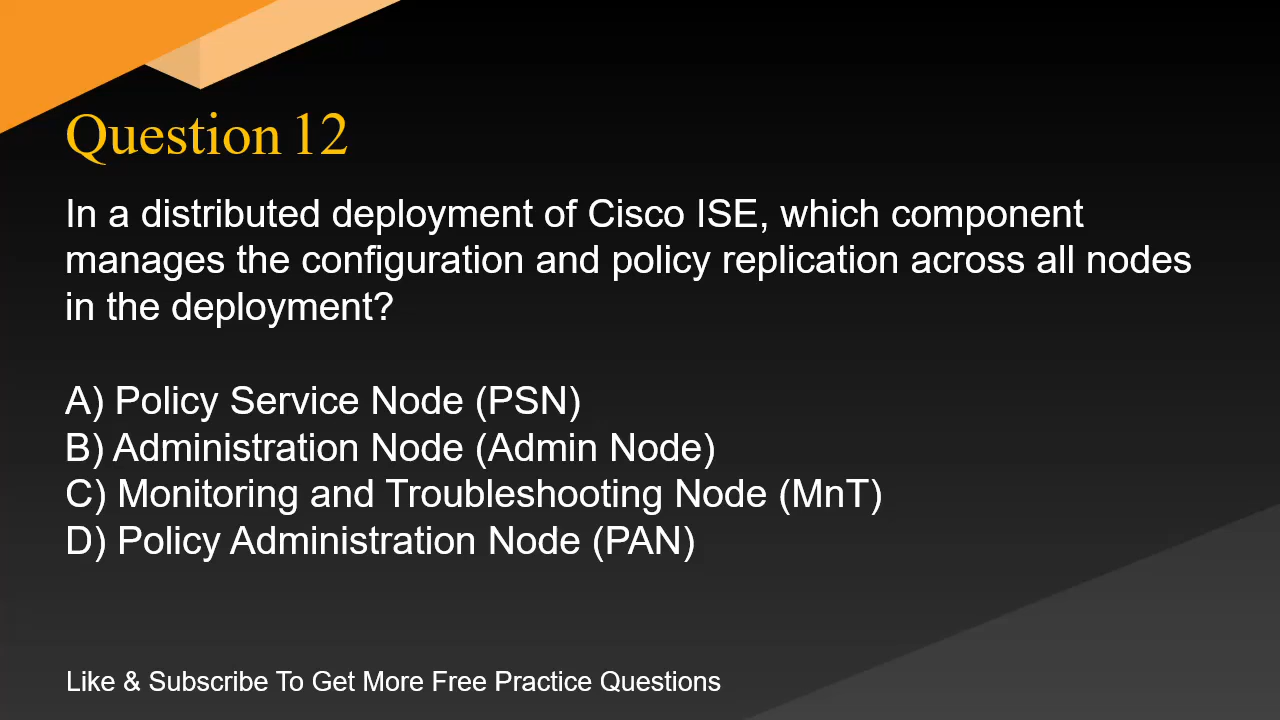 Question 12
In a distributed deployment of Cisco ISE, which component
manages the configuration and policy replication across all nodes
in the deployment?
A) Policy Service Node (PSN)
B) Administration Node (Admin Node)
C) Monitoring and Troubleshooting Node (MnT)
D) Policy Administration Node (PAN)
Like & Subscribe To Get More Free Practice Questions